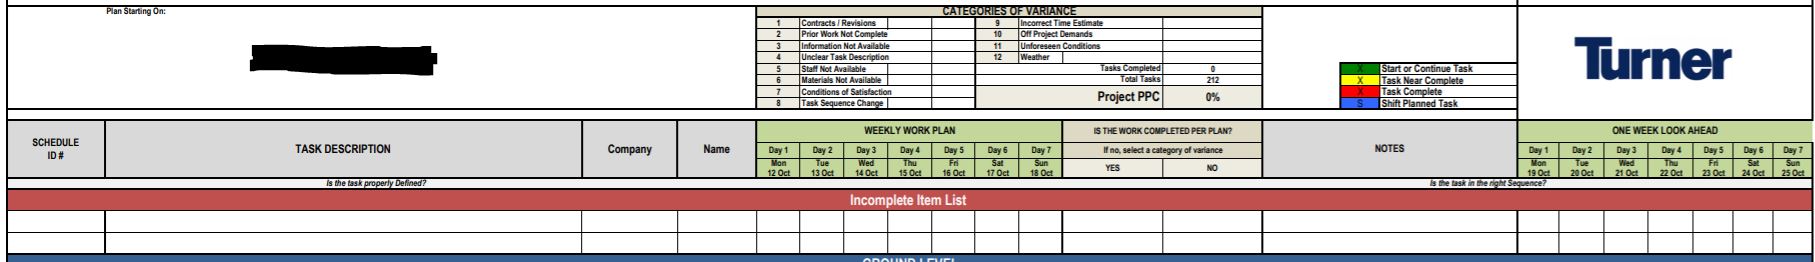 Plan Starting On:
CATEGORIES OF VARIANCE
1 Contracts / Revisions 9 Incorrect Time Estimate
2 Prior Work Not Complete 10 Off Project Demands
3 Information Not Available 11 Unforeseen Conditions
4 Unclear Task Description 12 Weather
5 Staff Not Available Tasks Completed 0
6 Materials Not Available Total Tasks 212
7 Conditions of Satisfaction
8 Task Sequence Change
Project PPC 0%
X Start or Continue Task
X Task Near Complete
X Task Complete
S Shift Planned Task
Turner
SCHEDULE
ID #
TASK DESCRIPTION
Company
Name
WEEKLY WORK PLAN
Day 1 Day 2 Day 3 Day 4 Day 5 Day 6 Day 7
Mon Tue Wed Thu Fri Sat Sun
12 Oct 13 Oct 14 Oct 15 Oct 16 Oct 17 Oct 18 Oct
IS THE WORK COMPLETED PER PLAN?
If no, select a category of variance
YES NO
NOTES
ONE WEEK LOOK AHEAD
Day 1 Day 2 Day 3 Day 4 Day 5 Day 6 Day 7
Mon Tue Wed Thu Fri Sat Sun
19 Oct 20 Oct 21 Oct 22 Oct 23 Oct 24 Oct 25 Oct
Is the task properly Defined? Is the task in the right Sequence?
Incomplete Item List
GROUND LEVEL